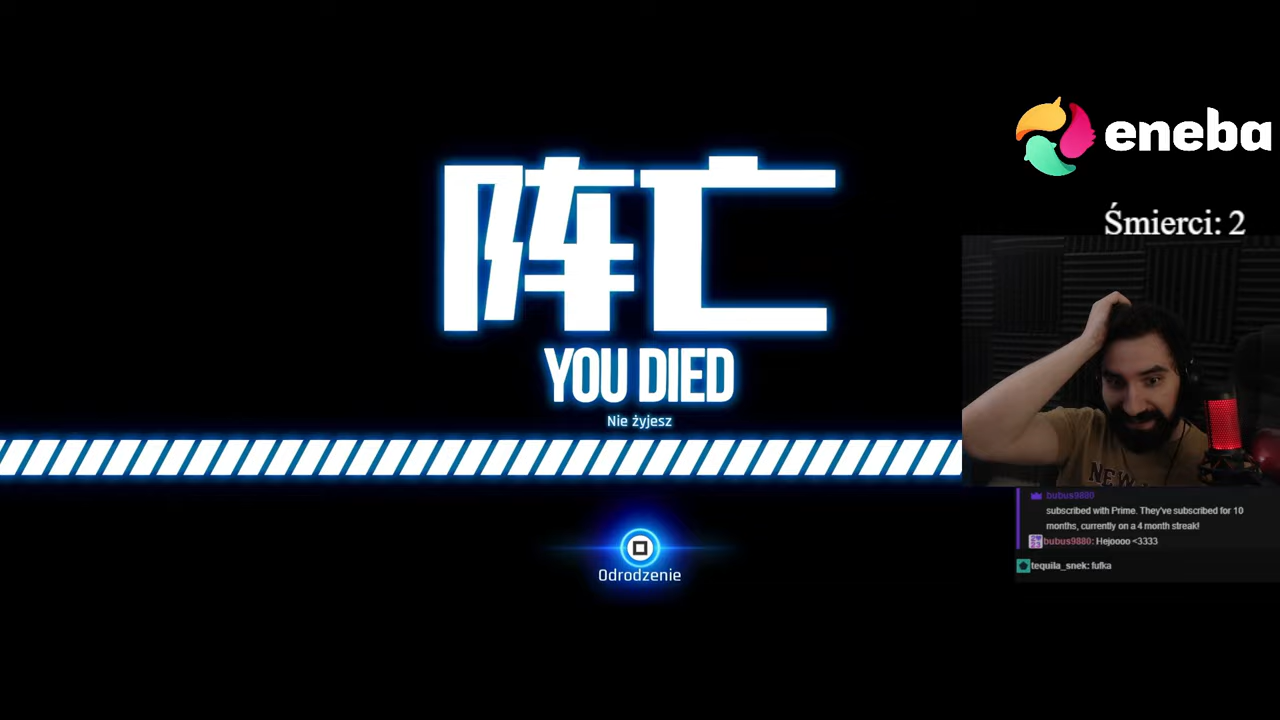 阵亡
YOU DIED
Nie żyjesz
Odrodzenie
eneba
Śmierci: 2
NEW
bubus9880
subscribed with Prime. They've subscribed for 10
months, currently on a 4 month streak!
bubus9880: Hejoooo <3333
tequila_snek: fufka